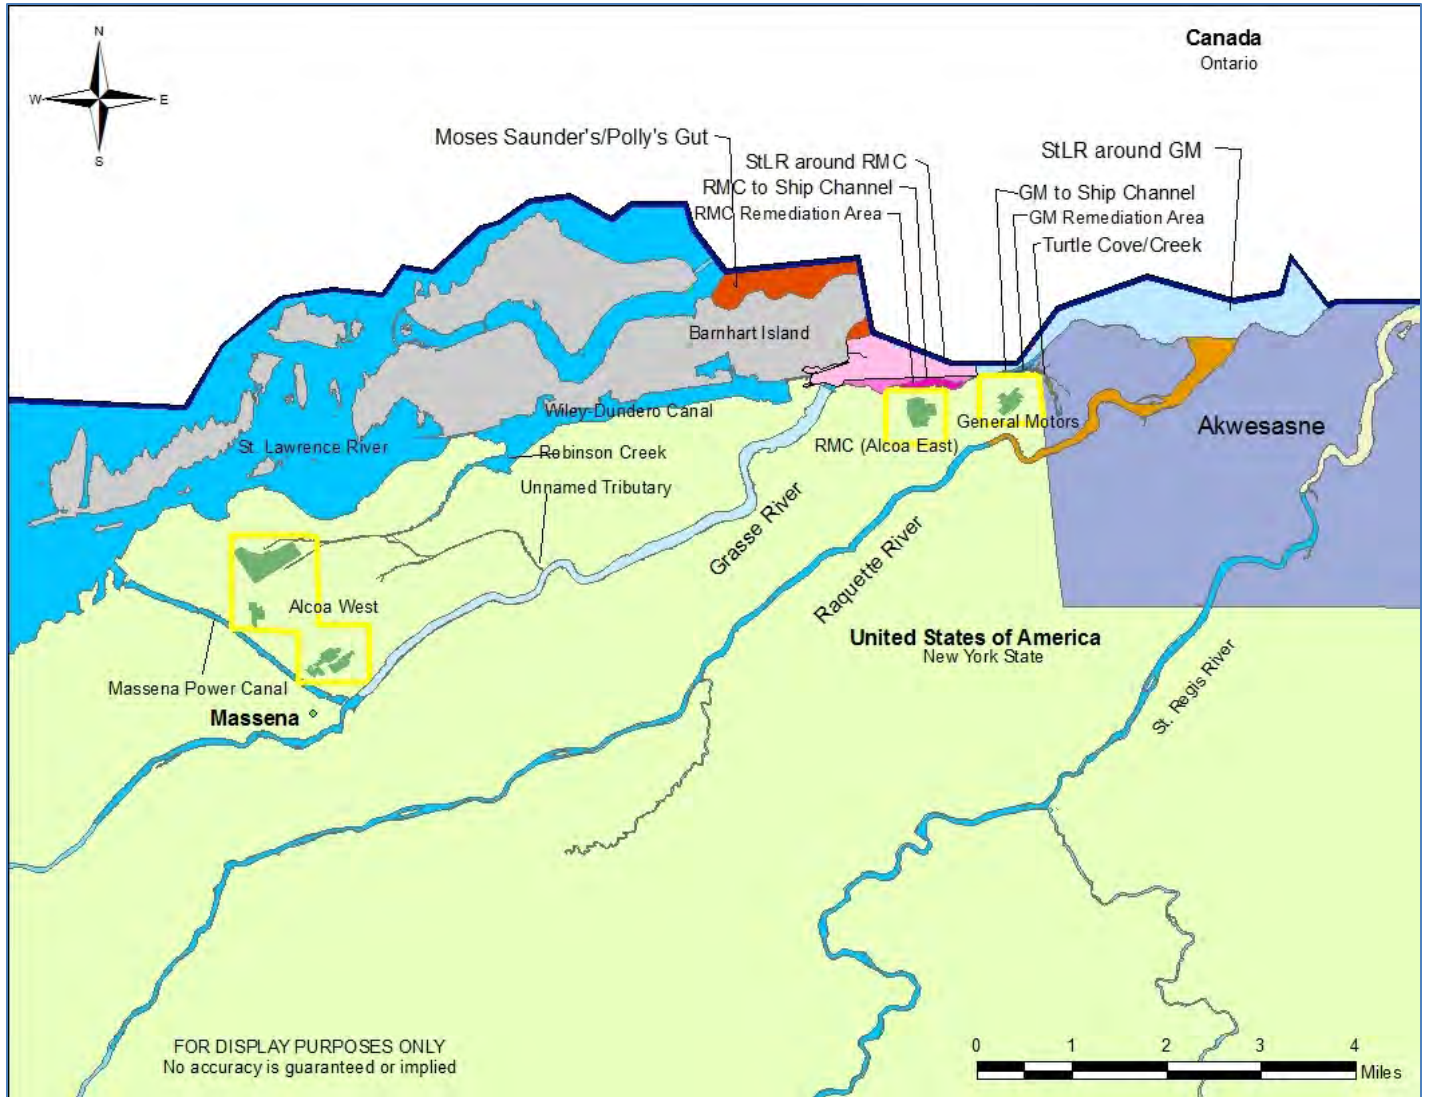 N
W
E
S
Canada
Ontario
Moses Saunder's/Polly's Gut
StLR around RMC
RMC to Ship Channel
RMC Remediation Area
StLR around GM
GM to Ship Channel
GM Remediation Area
Turtle Cove/Creek
Barnhart Island
Wiley-Dundero Canal
St. Lawrence River
Robinson Creek
Unnamed Tributary
General Motors
RMC (Alcoa East)
Akwesasne
Grasse River
Raquette River
Alcoa West
United States of America
New York State
St. Regis River
Massena Power Canal
Massena
FOR DISPLAY PURPOSES ONLY
No accuracy is guaranteed or implied
0 1 2 3 4
Miles